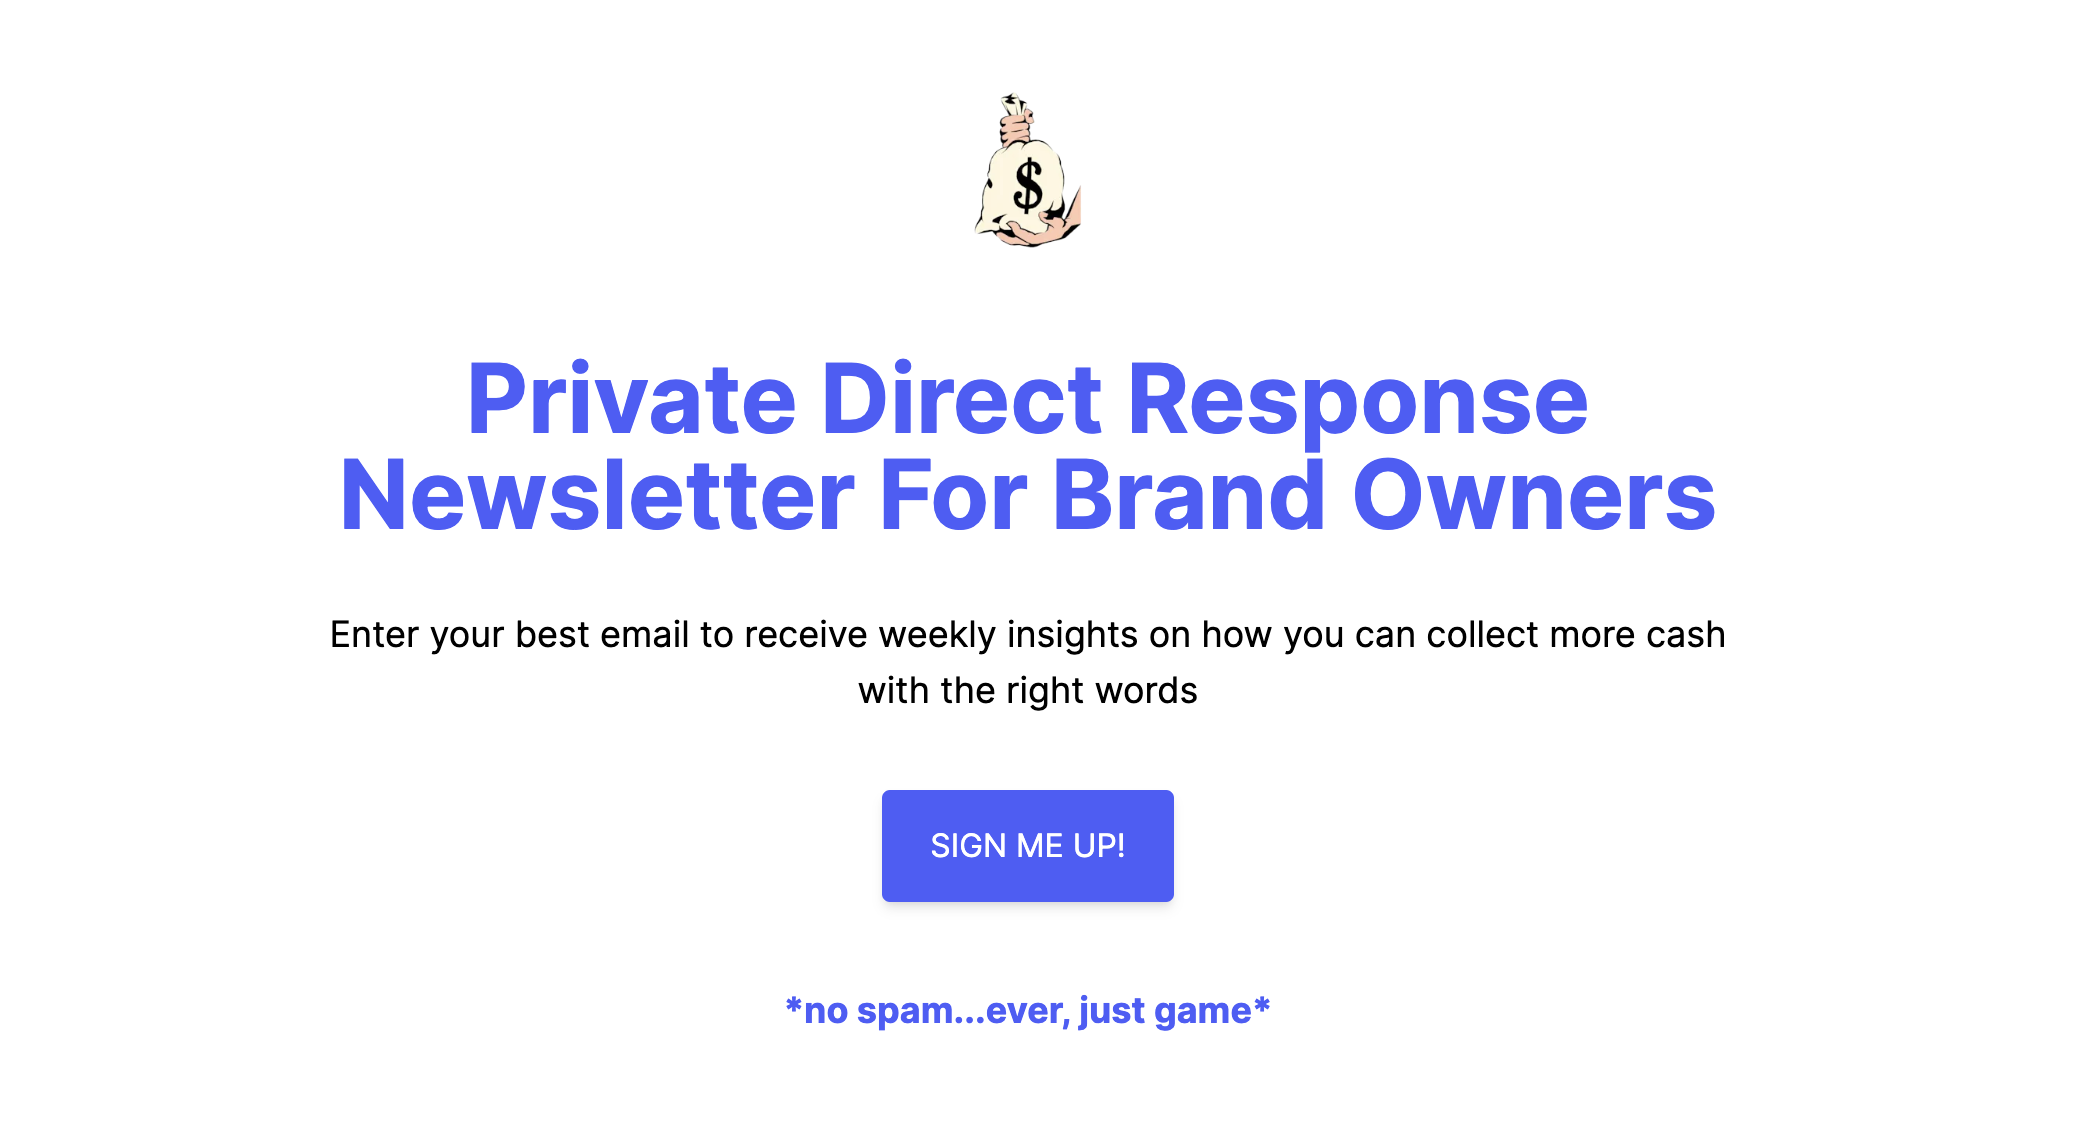 $
Private Direct Response
Newsletter For Brand Owners
Enter your best email to receive weekly insights on how you can collect more cash
with the right words
SIGN ME UP!
*no spam...ever, just game*